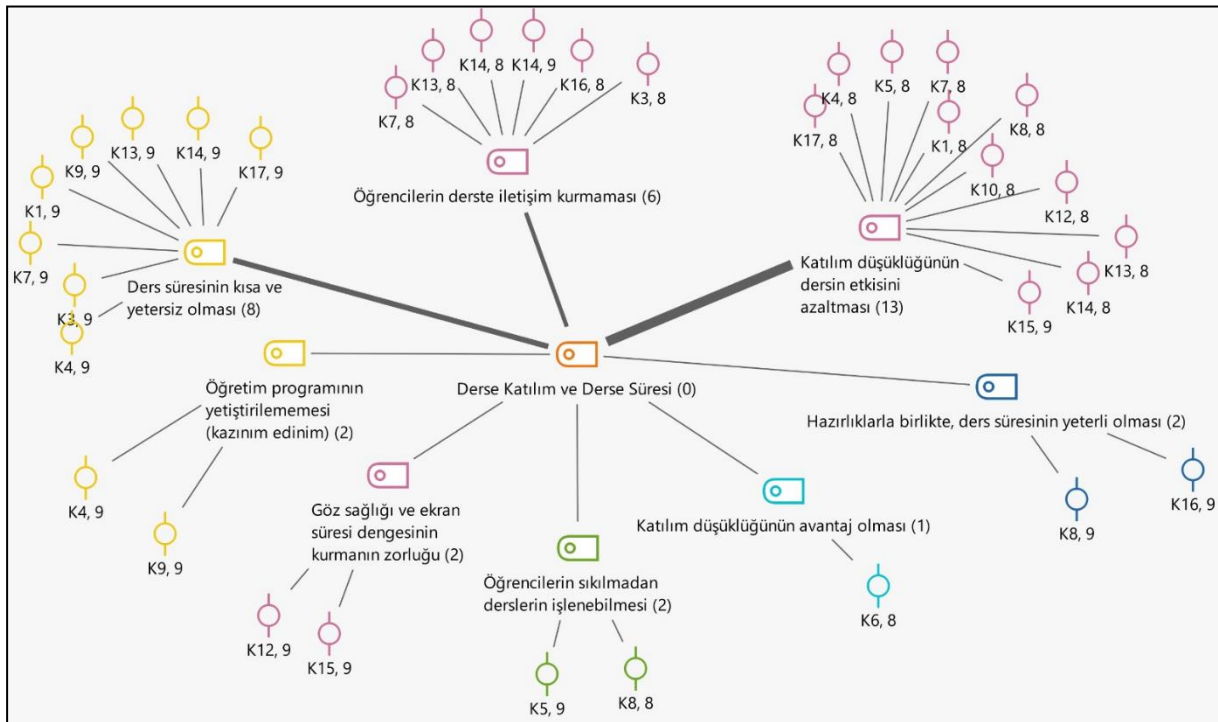 K14, 8
K14, 9
K13, 8
K16, 8
K3, 8
K7, 8
K4, 8
K5, 8
K7, 8
K8, 8
K17, 8
K1, 8
K10, 8
K12, 8
K13, 8
K14, 8
K15, 9
K13, 9
K14, 9
K9, 9
K17, 9
K1, 9
K7, 9
K3, 9
K4, 9
Öğrencilerin derste iletişim kurmaması (6)
Katılım düşüklüğünün
dersin etkisini
azaltması (13)
Ders süresinin kısa ve
yetersiz olması (8)
Derse Katılım ve Derse Süresi (0)
Öğretim programının
yetiştirilememesi
(kazınım edinim) (2)
K4, 9
K9, 9
Hazırlıklarla birlikte, ders süresinin yeterli olması (2)
K8, 9
K16, 9
Göz sağlığı ve ekran
süresi dengesinin
kurmanın zorluğu (2)
K12, 9
K15, 9
Katılım düşüklüğünün avantaj olması (1)
K6, 8
Öğrencilerin sıkılmadan
derslerin işlenebilmesi (2)
K5, 9
K8, 8